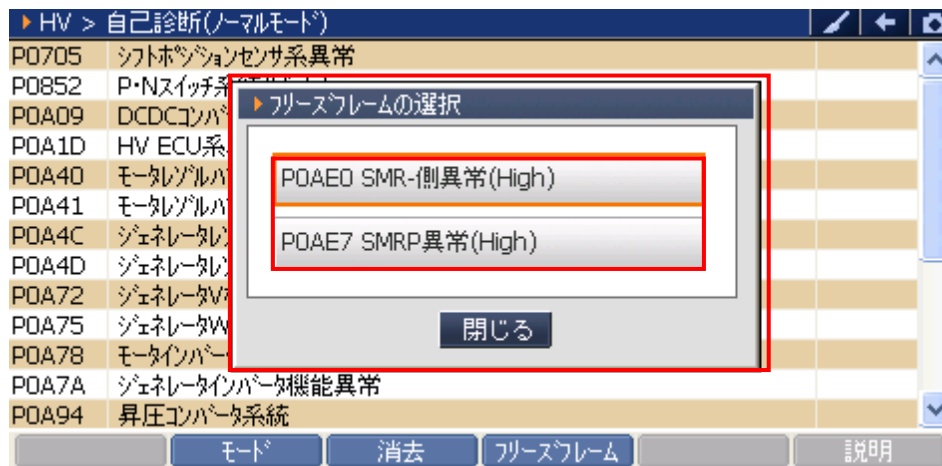 HV > 自己診断(ノーマルモード)
P0705 シフトポジションセンサ系異常
P0852 P・Nスイッチ系
P0A09 DCDCコンバ
P0A1D HV ECU系
P0A40 モータレゾルバ
P0A41 モータレゾルバ
P0A4C ジェネレータレゾ
P0A4D ジェネレータレゾ
P0A72 ジェネレータV
P0A75 ジェネレータW
P0A78 モータインバー
P0A7A ジェネレータインバータ機能異常
P0A94 昇圧コンバータ系統
フリーズフレームの選択
P0AE0 SMR-側異常(High)
P0AE7 SMRP異常(High)
閉じる
モード 消去 フリーズフレーム 説明